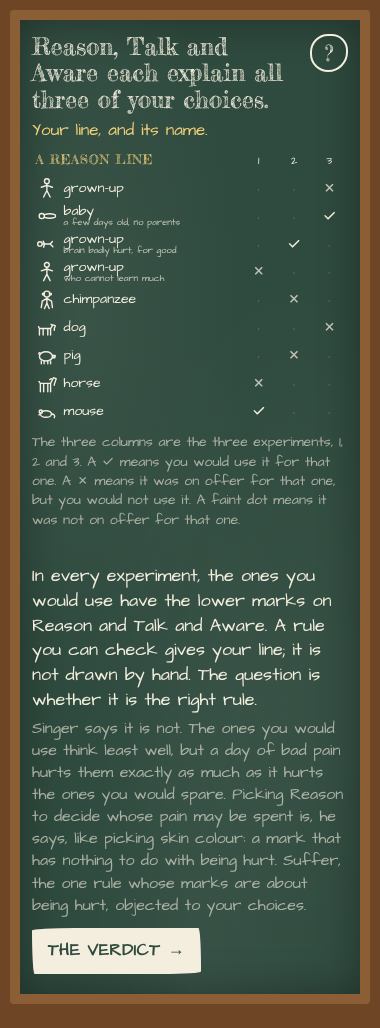 Reason, Talk and
Aware each explain all
three of your choices.
?
Your line, and its name.
A REASON LINE 1 2 3
grown-up · · ×
baby · · ✓
a few days old, no parents
grown-up · ✓ ·
brain badly hurt, for good
grown-up × · ·
who cannot learn much
chimpanzee · × ·
dog · · ×
pig · × ·
horse × · ·
mouse ✓ · ·
The three columns are the three experiments, 1,
2 and 3. A ✓ means you would use it for that
one. A × means it was on offer for that one,
but you would not use it. A faint dot means it
was not on offer for that one.
In every experiment, the ones you
would use have the lower marks on
Reason and Talk and Aware. A rule
you can check gives your line; it is
not drawn by hand. The question is
whether it is the right rule.
Singer says it is not. The ones you would
use think least well, but a day of bad pain
hurts them exactly as much as it hurts
the ones you would spare. Picking Reason
to decide whose pain may be spent is, he
says, like picking skin colour: a mark that
has nothing to do with being hurt. Suffer,
the one rule whose marks are about
being hurt, objected to your choices.
THE VERDICT →